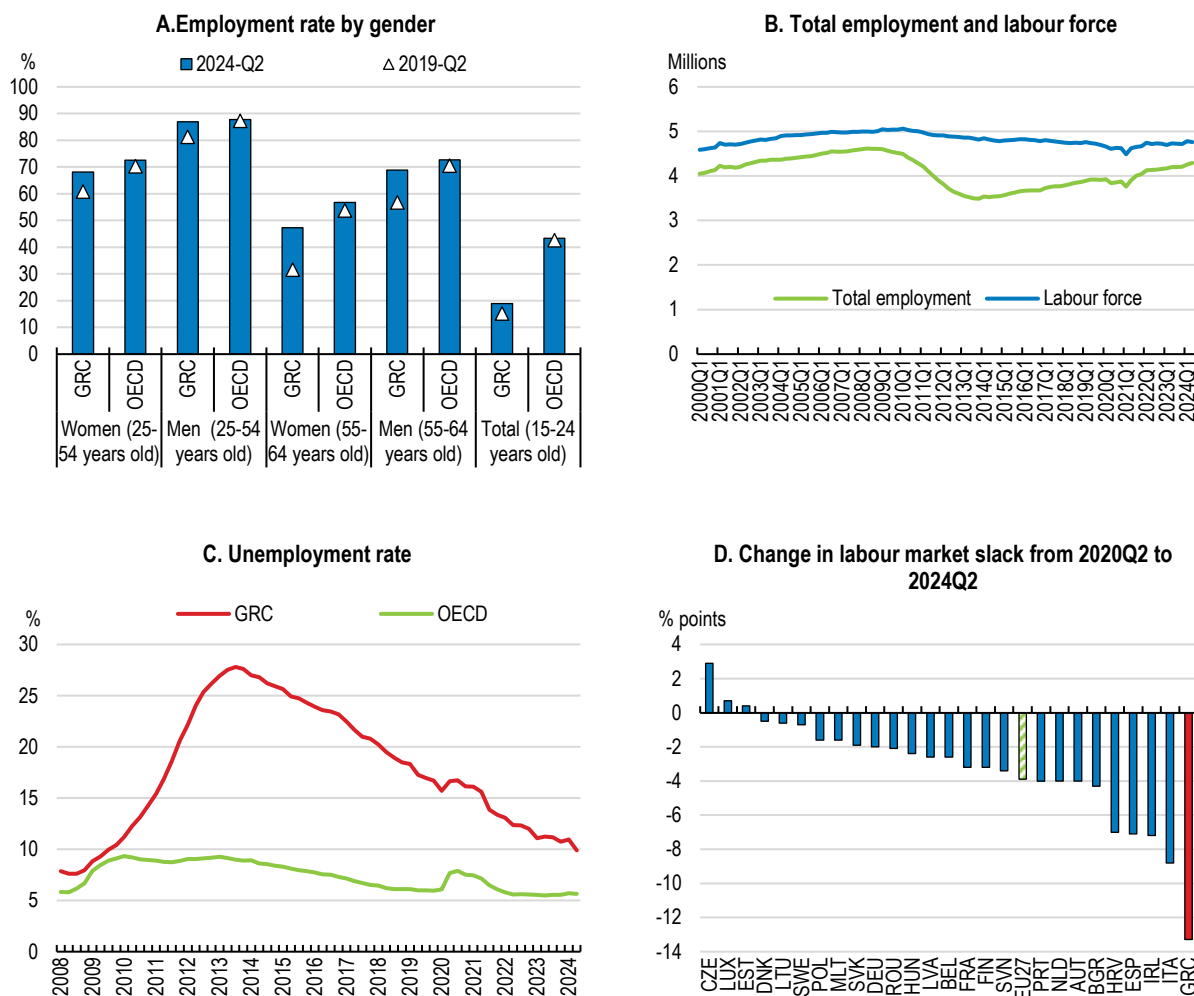 A.Employment rate by gender
%
2024-Q2
2019-Q2
100
90
80
70
60
50
40
30
20
10
0
GRC
OECD
GRC
OECD
GRC
OECD
GRC
OECD
GRC
OECD
Women (25-
54 years old)
Men (25-54
years old)
Women (55-
64 years old)
Men (55-64
years old)
Total (15-24
years old)
B. Total employment and labour force
Millions
6
5
4
3
2
1
0
Total employment
Labour force
2000Q1
2001Q1
2002Q1
2003Q1
2004Q1
2005Q1
2006Q1
2007Q1
2008Q1
2009Q1
2010Q1
2011Q1
2012Q1
2013Q1
2014Q1
2015Q1
2016Q1
2017Q1
2018Q1
2019Q1
2020Q1
2021Q1
2022Q1
2023Q1
2024Q1
C. Unemployment rate
%
GRC
OECD
30
25
20
15
10
5
0
2008
2009
2010
2011
2012
2013
2014
2015
2016
2017
2018
2019
2020
2021
2022
2023
2024
D. Change in labour market slack from 2020Q2 to
2024Q2
% points
4
2
0
-2
-4
-6
-8
-10
-12
-14
CZE
LUX
EST
DNK
LTU
SWE
POL
MLT
SVK
DEU
ROU
HUN
LVA
BEL
FRA
FIN
SVN
EU27
PRT
NLD
AUT
BGR
HRV
ESP
IRL
ITA
GRC